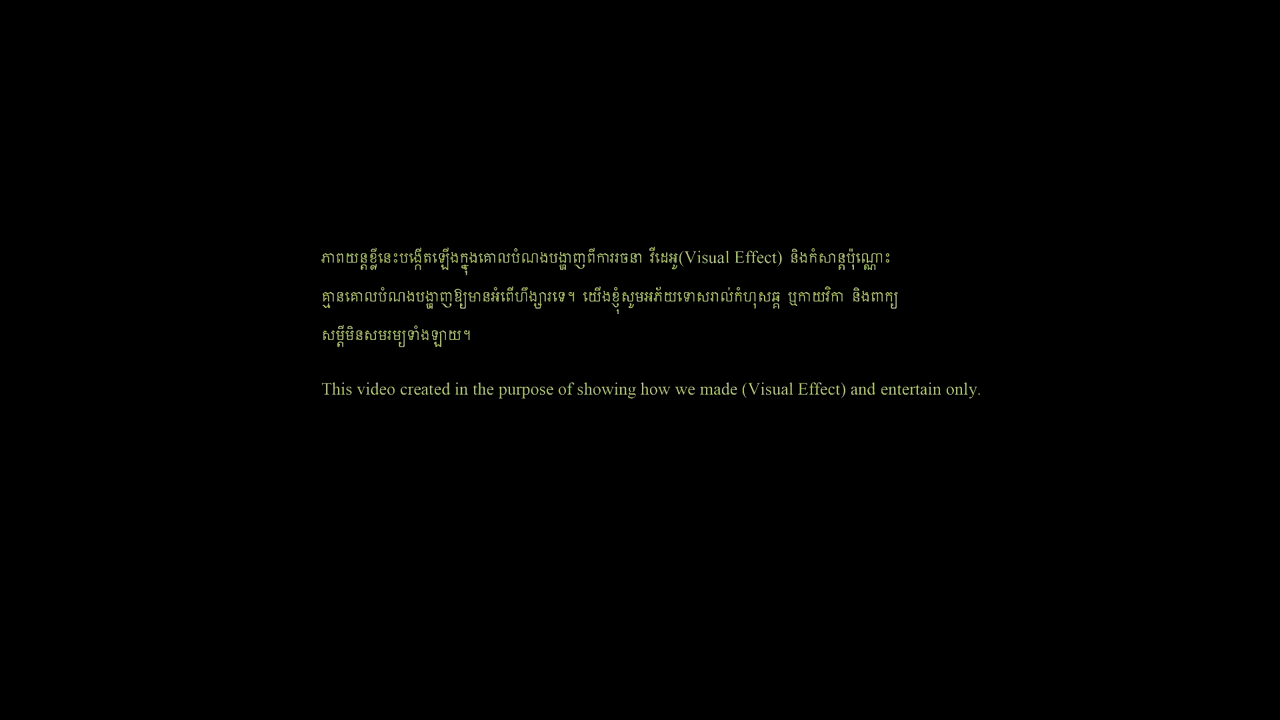 ភាពយន្តខ្លីនេះបង្កើតឡើងក្នុងគោលបំណងបង្ហាញពីការរចនា វីដេអូ(Visual Effect) និងកំសាន្តប៉ុណ្ណោះ
គ្មានគោលបំណងបង្ហាញឱ្យមានអំពើហឹង្សារទេ។ យើងខ្ញុំសូមអភ័យទោសរាល់កំហុសឆ្គង ឬកាយវិកា និងពាក្យ
សម្តីមិនសមរម្យទាំងឡាយ។
This video created in the purpose of showing how we made (Visual Effect) and entertain only.